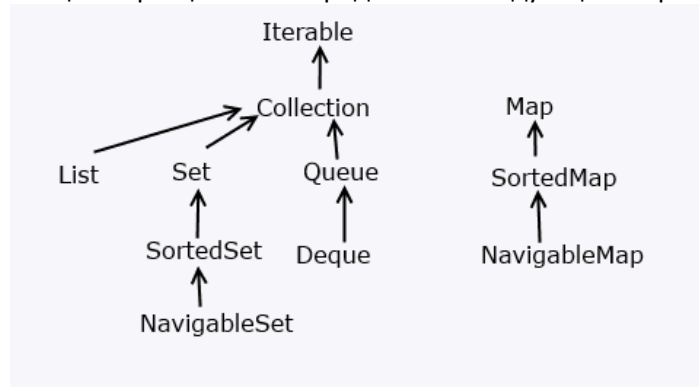 Iterable
Collection Map
List Set Queue SortedMap
SortedSet Deque NavigableMap
NavigableSet